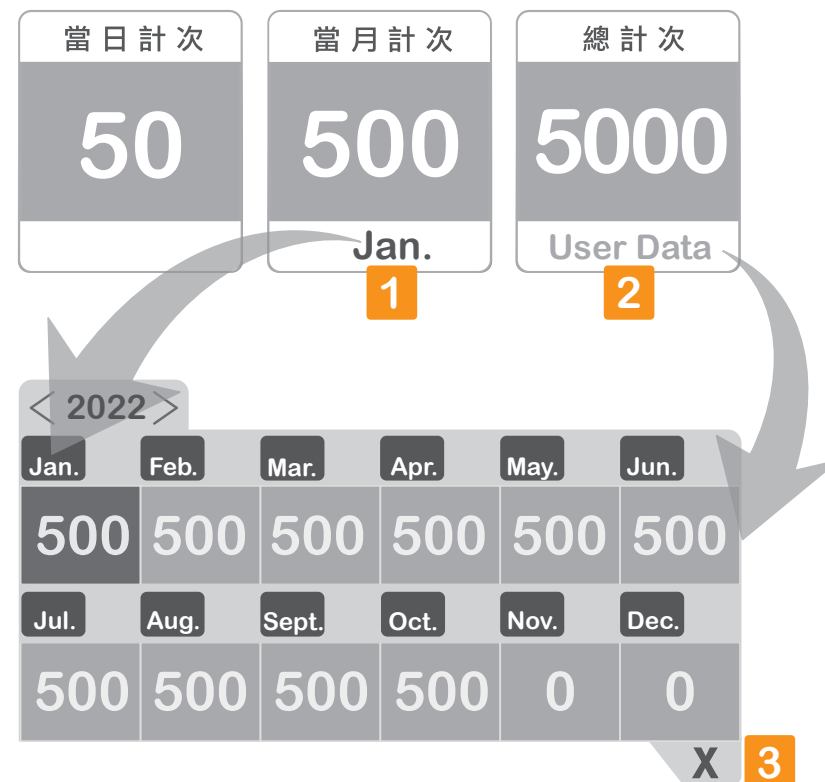 當日計次 當月計次 總計次
50 500 5000
Jan. User Data
1 2
< 2022 >
Jan. Feb. Mar. Apr. May. Jun.
500 500 500 500 500 500
Jul. Aug. Sept. Oct. Nov. Dec.
500 500 500 500 0 0
X 3